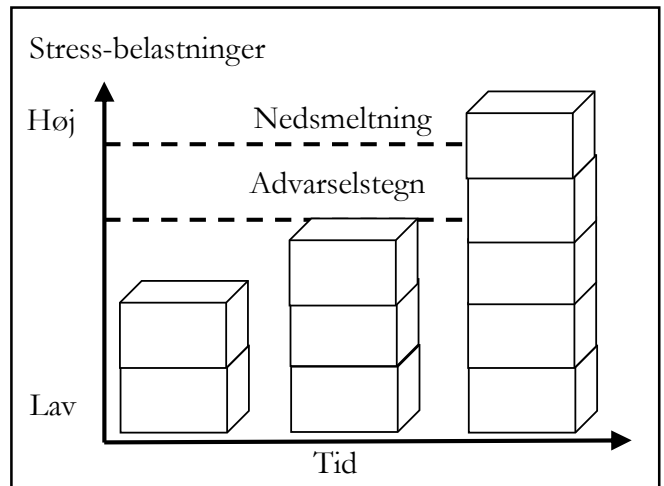 Stress-belastninger
Høj
Nedsmeltning
Advarselstegn
Lav
Tid